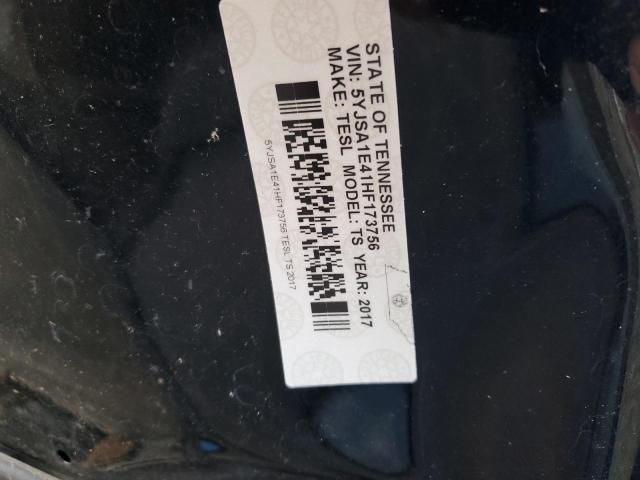 STATE OF TENNESSEE
VIN: 5YJSA1E41HF173756
MAKE: TESL MODEL: TS YEAR: 2017
5YJSA1E41HF173756 TESL TS 2017